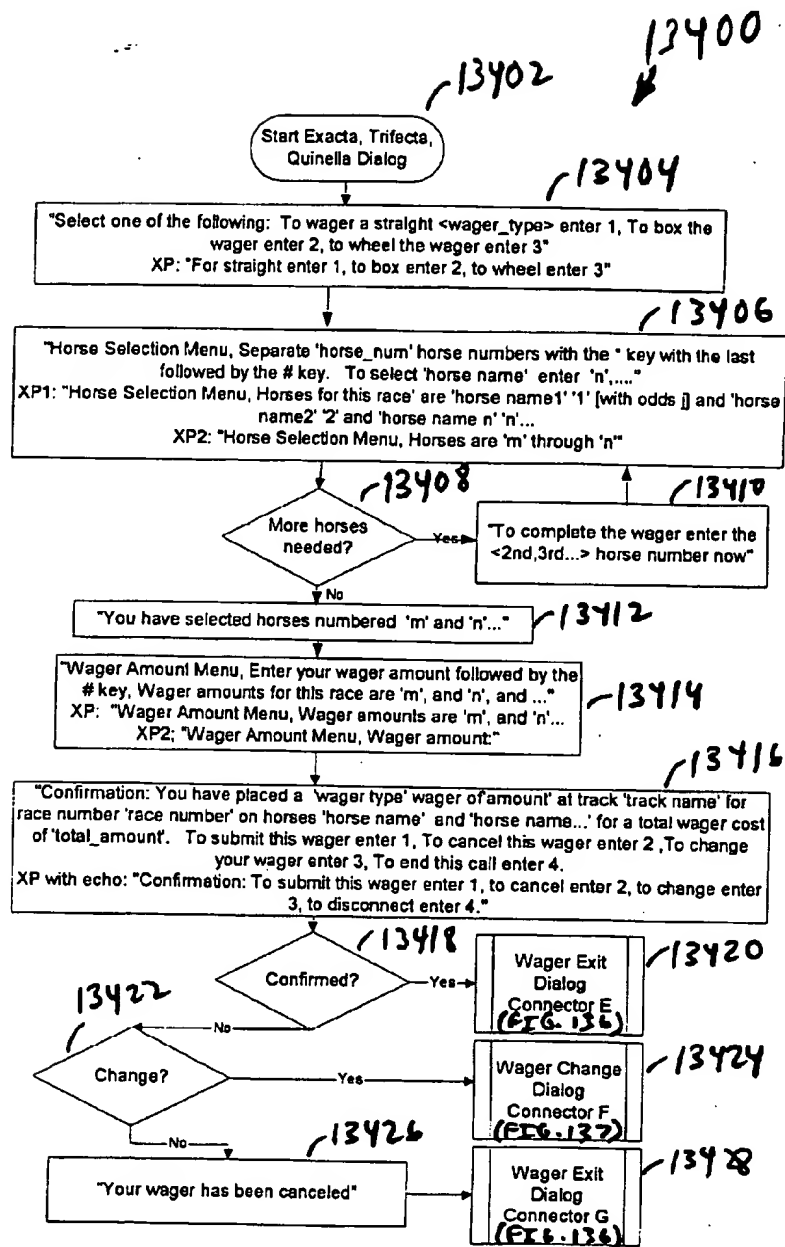 13400
13402
Start Exacta, Trifecta,
Quinella Dialog
13404
"Select one of the following: To wager a straight <wager_type> enter 1, To box the
wager enter 2, to wheel the wager enter 3"
XP: "For straight enter 1, to box enter 2, to wheel enter 3"
13406
"Horse Selection Menu, Separate 'horse_num' horse numbers with the * key with the last
followed by the # key. To select 'horse name' enter 'n',...."
XP1: "Horse Selection Menu, Horses for this race' are 'horse name1' '1' [with odds j] and 'horse
name2' '2' and 'horse name n' 'n'...
XP2: "Horse Selection Menu, Horses are 'm' through 'n'"
13408
More horses
needed?
Yes
13410
"To complete the wager enter the
<2nd,3rd...> horse number now"
No
"You have selected horses numbered 'm' and 'n'..."
13412
"Wager Amount Menu, Enter your wager amount followed by the
# key, Wager amounts for this race are 'm', and 'n', and ..."
XP: "Wager Amount Menu, Wager amounts are 'm', and 'n'...
XP2; "Wager Amount Menu, Wager amount:"
13414
13416
"Confirmation: You have placed a 'wager type' wager of amount' at track 'track name' for
race number 'race number' on horses 'horse name' and 'horse name...' for a total wager cost
of 'total_amount'. To submit this wager enter 1, To cancel this wager enter 2 ,To change
your wager enter 3, To end this call enter 4.
XP with echo: "Confirmation: To submit this wager enter 1, to cancel enter 2, to change enter
3, to disconnect enter 4."
13418
Confirmed?
Yes
Wager Exit
Dialog
Connector E
(FIG. 136)
13420
No
13422
Change?
Yes
Wager Change
Dialog
Connector F
(FIG. 137)
13424
No
13426
"Your wager has been canceled"
Wager Exit
Dialog
Connector G
(FIG. 136)
13428